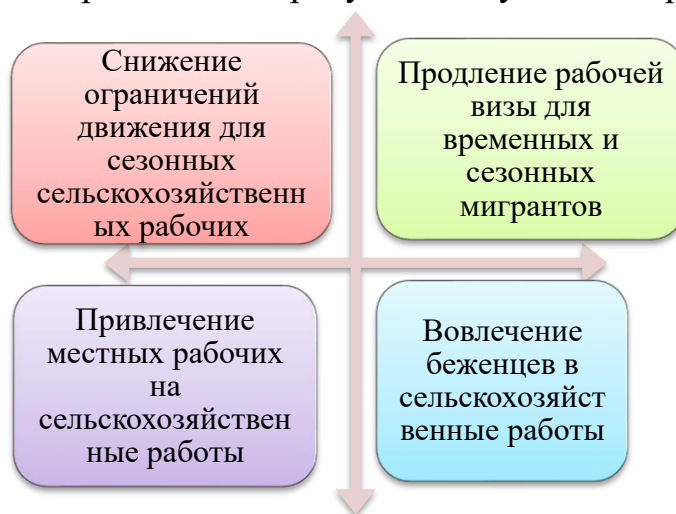 Снижение
ограничений
движения для
сезонных
сельскохозяйственн
ых рабочих
Продление рабочей
визы для
временных и
сезонных
мигрантов
Привлечение
местных рабочих
на
сельскохозяйствен
ные работы
Вовлечение
беженцев в
сельскохозяйст
венные работы